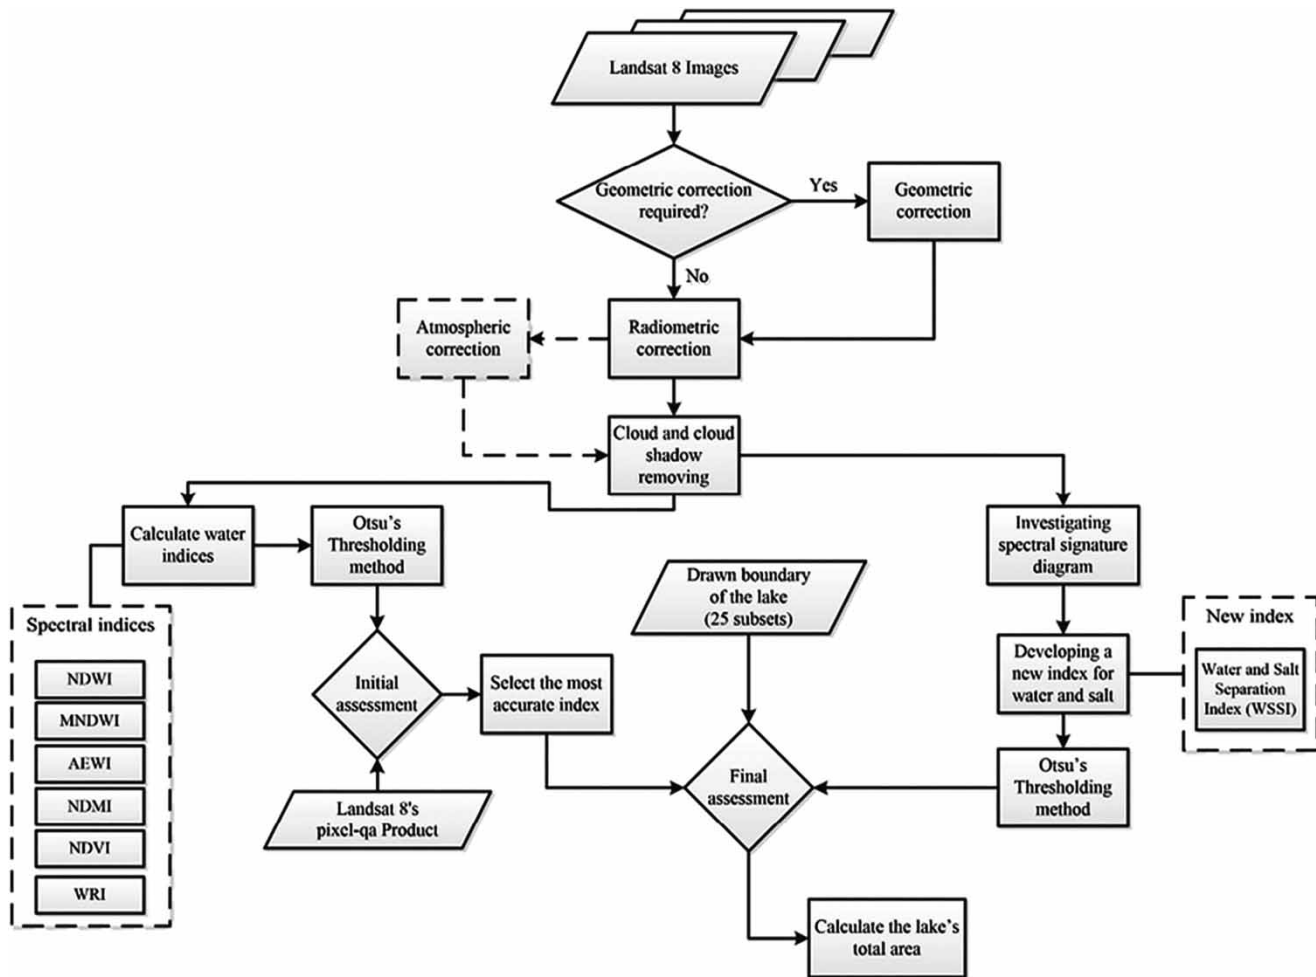 Landsat 8 Images
Geometric correction
required?
Yes
Geometric
correction
No
Atmospheric
correction
Radiometric
correction
Cloud and cloud
shadow
removing
Calculate water
indices
Otsu's
Thresholding
method
Investigating
spectral signature
diagram
Drawn boundary
of the lake
(25 subsets)
Spectral indices
NDWI
MNDWI
AEWI
NDMI
NDVI
WRI
Initial
assessment
Select the most
accurate index
Developing a
new index for
water and salt
New index
Water and Salt
Separation
Index (WSSI)
Landsat 8's
pixcl-qa Product
Final
assessment
Otsu's
Thresholding
method
Calculate the lake's
total area